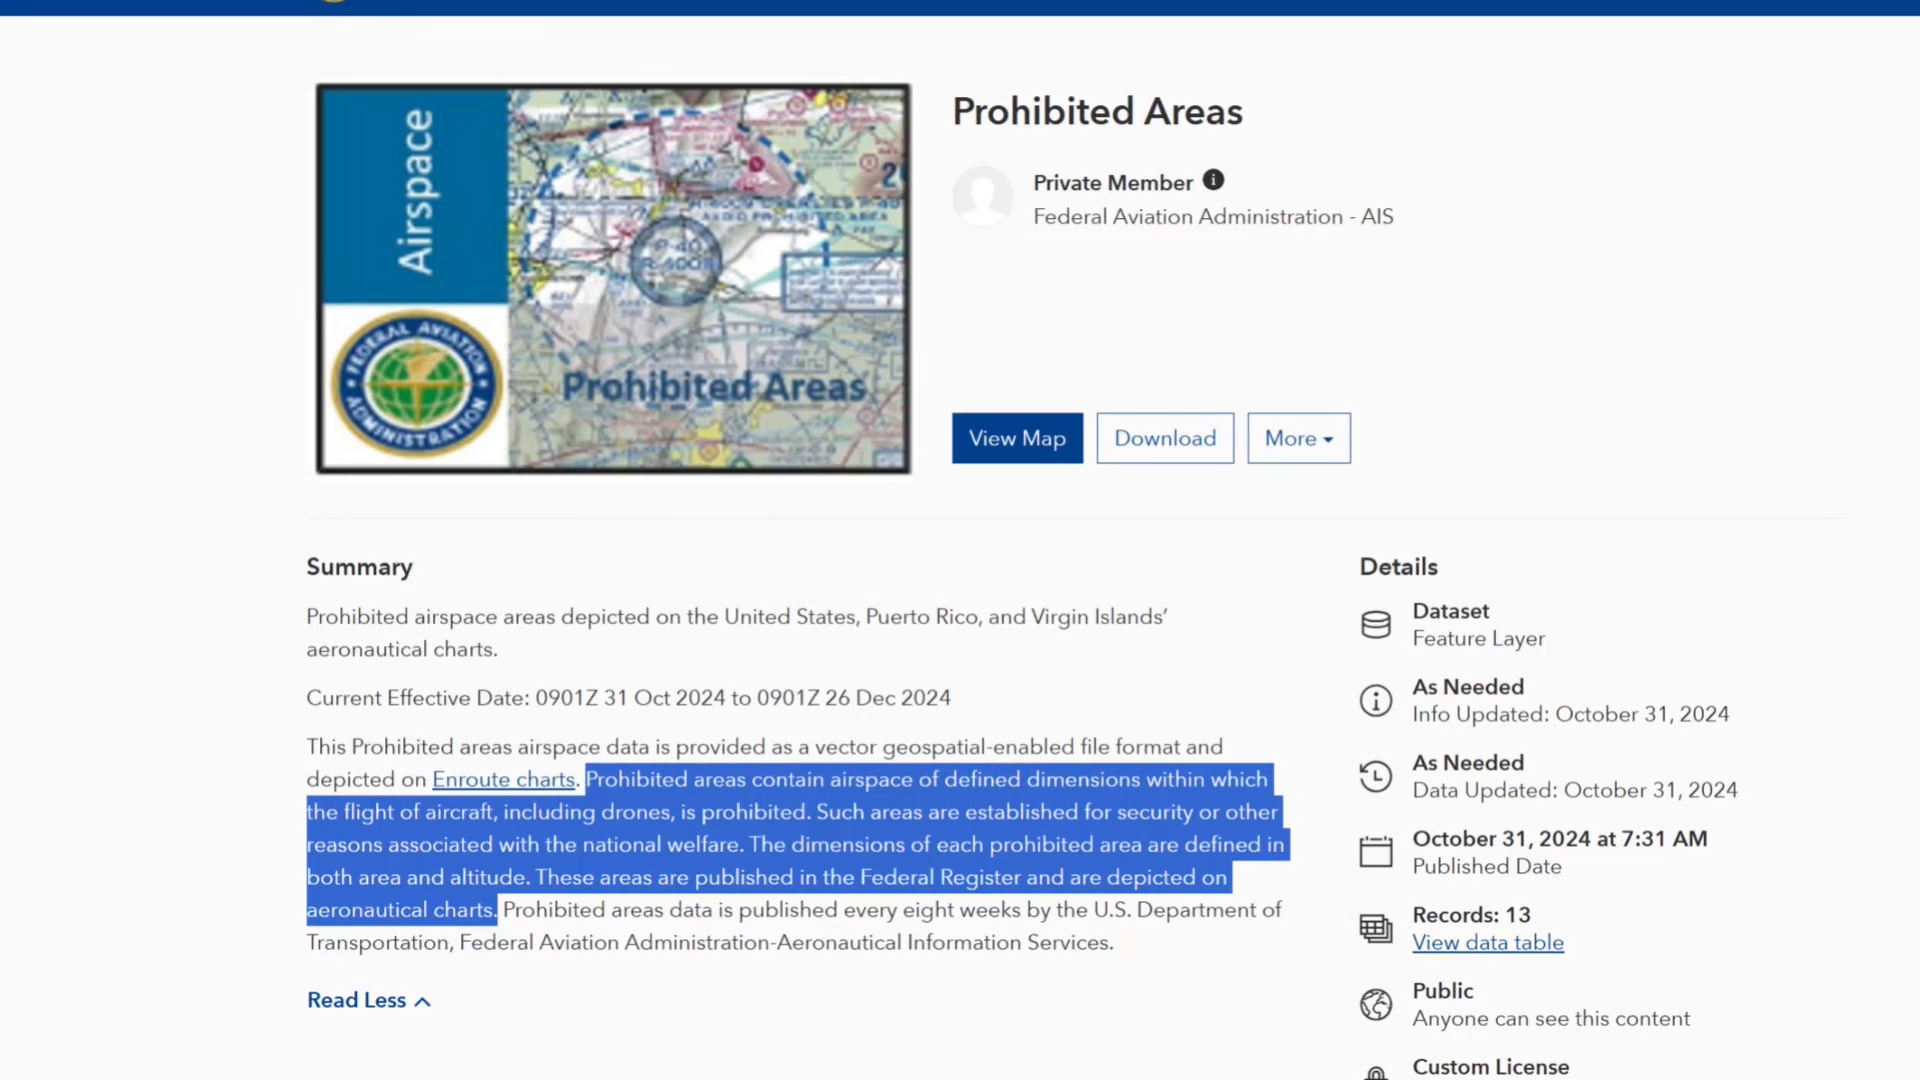 Airspace
FEDERAL AVIATION
ADMINISTRATION
Prohibited Areas
Prohibited Areas
Private Member
Federal Aviation Administration - AIS
View Map
Download
More
Summary
Prohibited airspace areas depicted on the United States, Puerto Rico, and Virgin Islands’
aeronautical charts.
Current Effective Date: 0901Z 31 Oct 2024 to 0901Z 26 Dec 2024
This Prohibited areas airspace data is provided as a vector geospatial-enabled file format and
depicted on Enroute charts. Prohibited areas contain airspace of defined dimensions within which
the flight of aircraft, including drones, is prohibited. Such areas are established for security or other
reasons associated with the national welfare. The dimensions of each prohibited area are defined in
both area and altitude. These areas are published in the Federal Register and are depicted on
aeronautical charts. Prohibited areas data is published every eight weeks by the U.S. Department of
Transportation, Federal Aviation Administration-Aeronautical Information Services.
Read Less
Details
Dataset
Feature Layer
As Needed
Info Updated: October 31, 2024
As Needed
Data Updated: October 31, 2024
October 31, 2024 at 7:31 AM
Published Date
Records: 13
View data table
Public
Anyone can see this content
Custom License